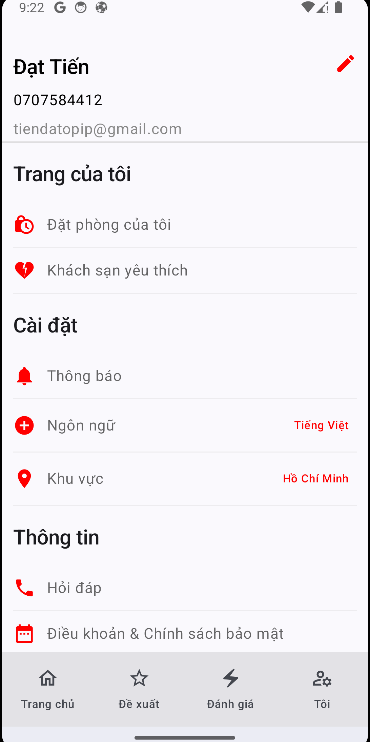 9:22
Đạt Tiến
0707584412
tiendatopip@gmail.com
Trang của tôi
Đặt phòng của tôi
Khách sạn yêu thích
Cài đặt
Thông báo
Ngôn ngữ Tiếng Việt
Khu vực Hồ Chí Minh
Thông tin
Hỏi đáp
Điều khoản & Chính sách bảo mật
Trang chủ Đề xuất Đánh giá Tôi